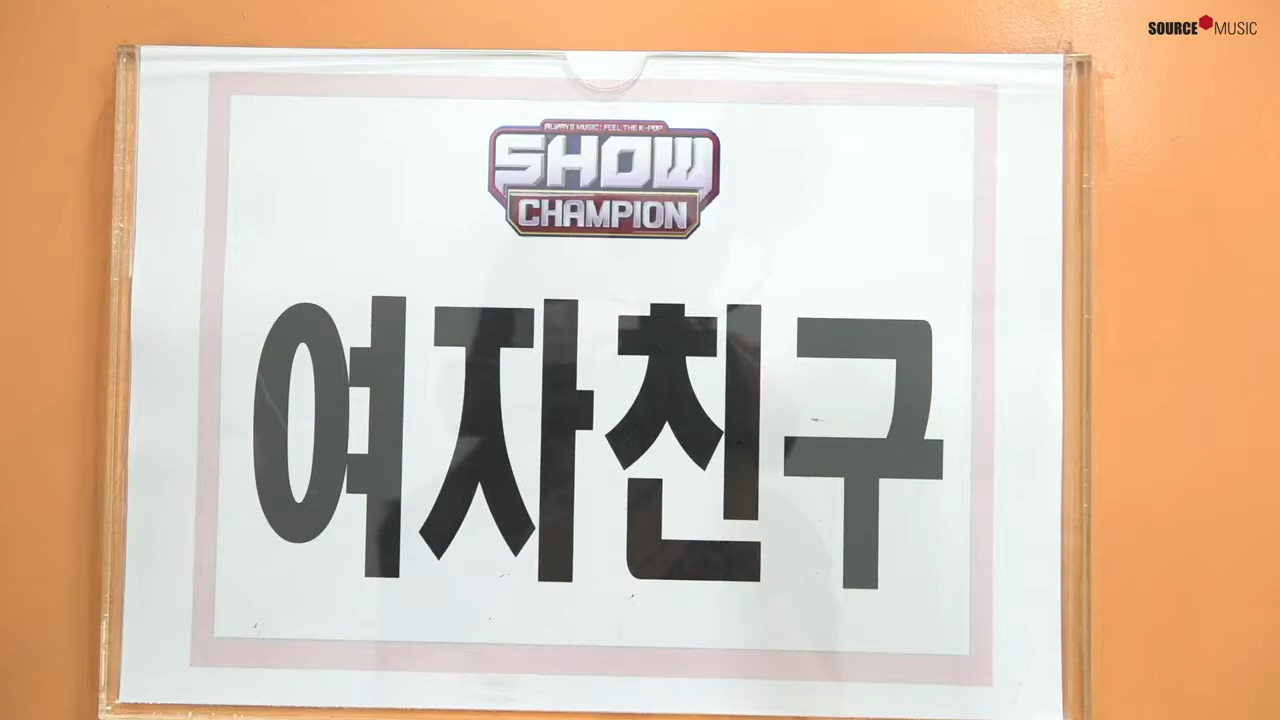 SOURCE MUSIC
ALWAYS MUSIC! FEEL THE K-POP
SHOW
CHAMPION
여자친구